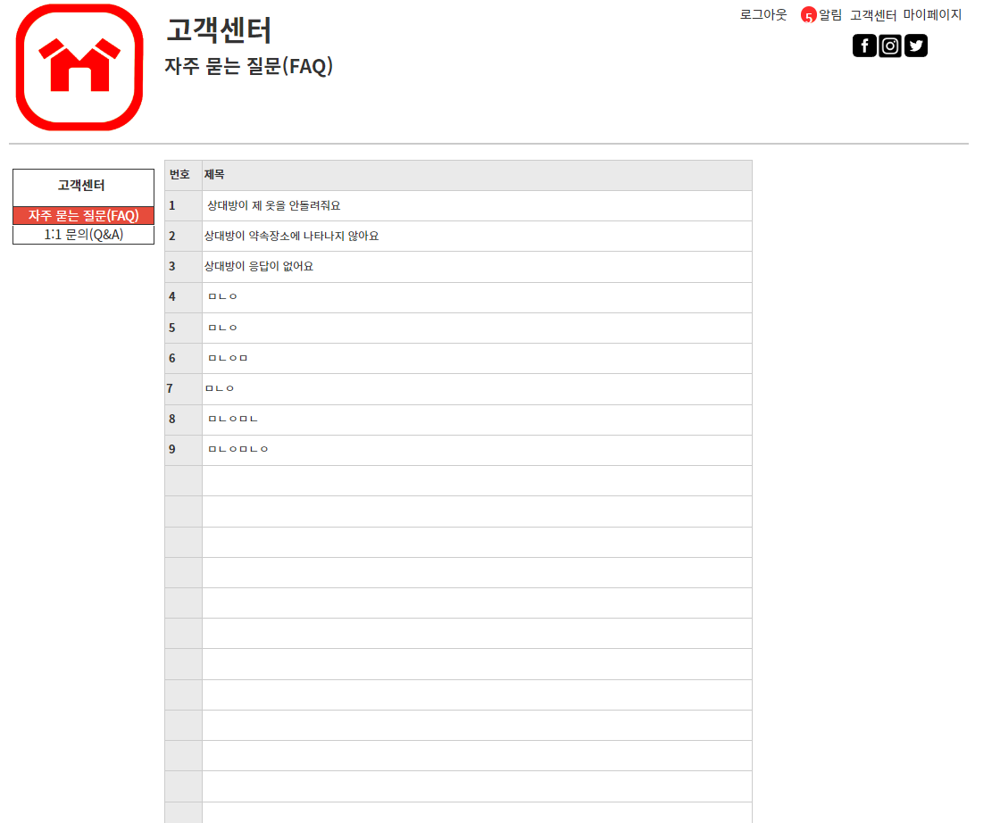 로그아웃 5 알림 고객센터 마이페이지
고객센터
자주 묻는 질문(FAQ)
고객센터
자주 묻는 질문(FAQ)
1:1 문의(Q&A)
번호 제목
1 상대방이 제 옷을 안돌려줘요
2 상대방이 약속장소에 나타나지 않아요
3 상대방이 응답이 없어요
4 ㅁㄴㅇ
5 ㅁㄴㅇ
6 ㅁㄴㅇㅁ
7 ㅁㄴㅇ
8 ㅁㄴㅇㅁㄴ
9 ㅁㄴㅇㅁㄴㅇ